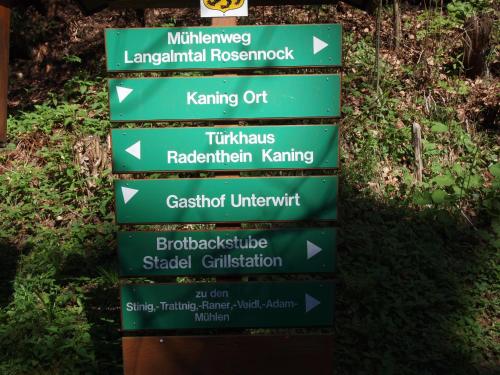 Mühlenweg
Langalmtal Rosennock
Kaning Ort
Türkhaus
Radenthein Kaning
Gasthof Unterwirt
Brotbackstube
Stadel Grillstation
zu den
Stinig,-Trattnig,-Raner,-Veidl,-Adam-
Mühlen